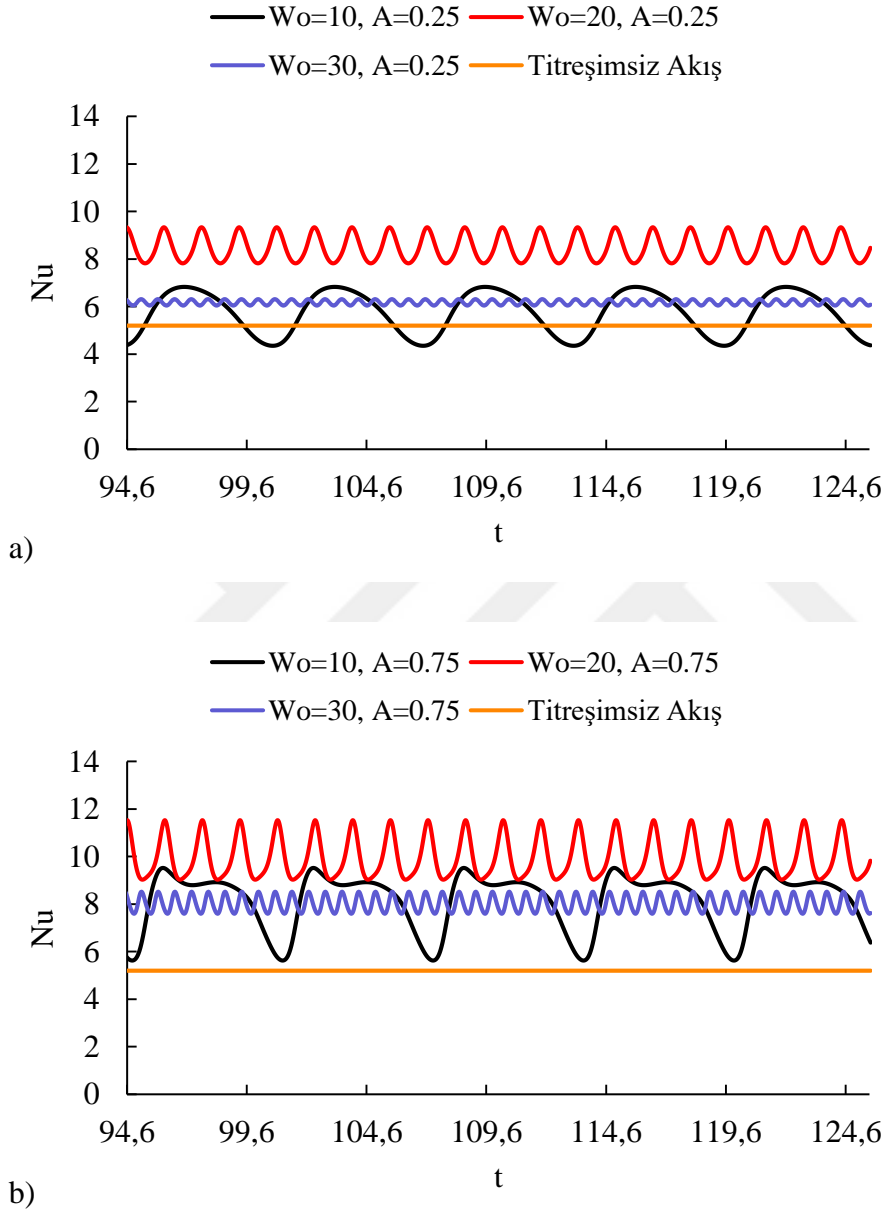 Wo=10, A=0.25 Wo=20, A=0.25
Wo=30, A=0.25 Titreşimsiz Akış
14
12
10
8
6
4
2
0
Nu
94,6 99,6 104,6 109,6 114,6 119,6 124,6
t
a)
Wo=10, A=0.75 Wo=20, A=0.75
Wo=30, A=0.75 Titreşimsiz Akış
14
12
10
8
6
4
2
0
Nu
94,6 99,6 104,6 109,6 114,6 119,6 124,6
t
b)